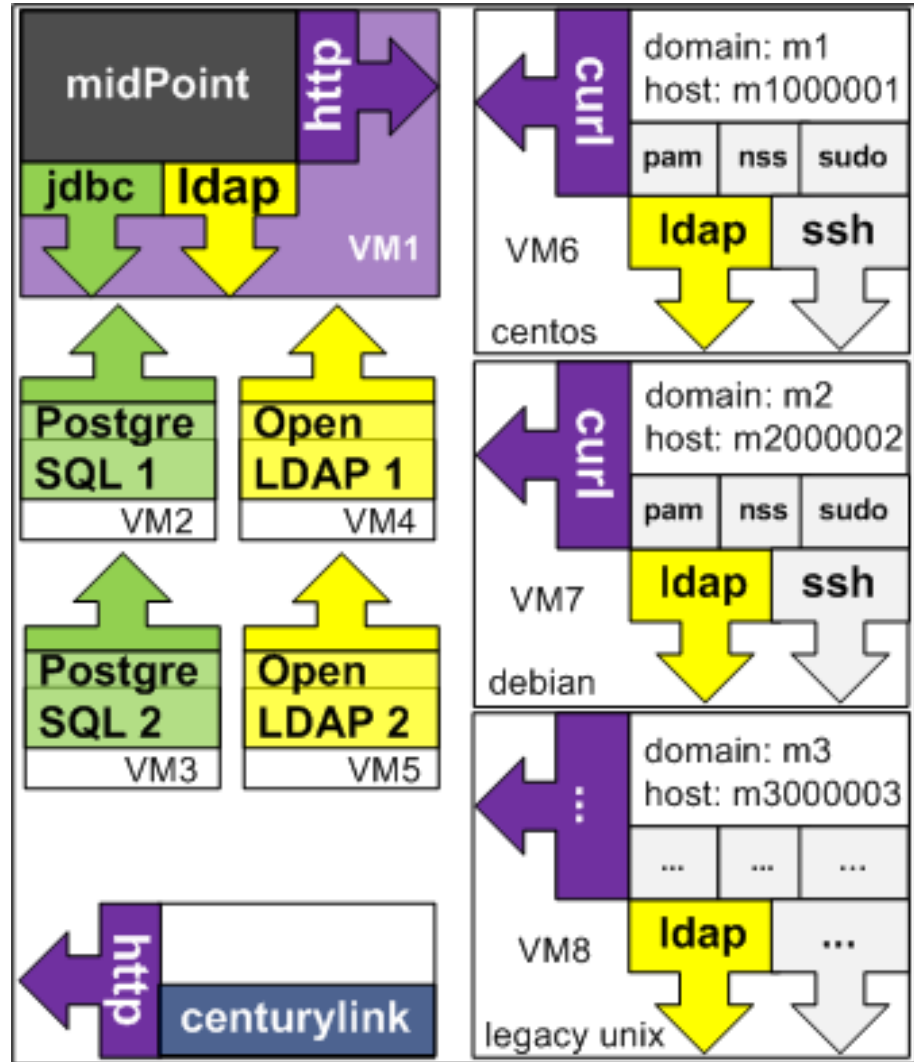 midPoint
http
jdbc
ldap
VM1
Postgre
SQL 1
VM2
Open
LDAP 1
VM4
Postgre
SQL 2
VM3
Open
LDAP 2
VM5
http
centurylink
curl
domain: m1
host: m1000001
pam
nss
sudo
ldap
ssh
VM6
centos
curl
domain: m2
host: m2000002
pam
nss
sudo
ldap
ssh
VM7
debian
...
domain: m3
host: m3000003
...
...
...
ldap
...
VM8
legacy unix